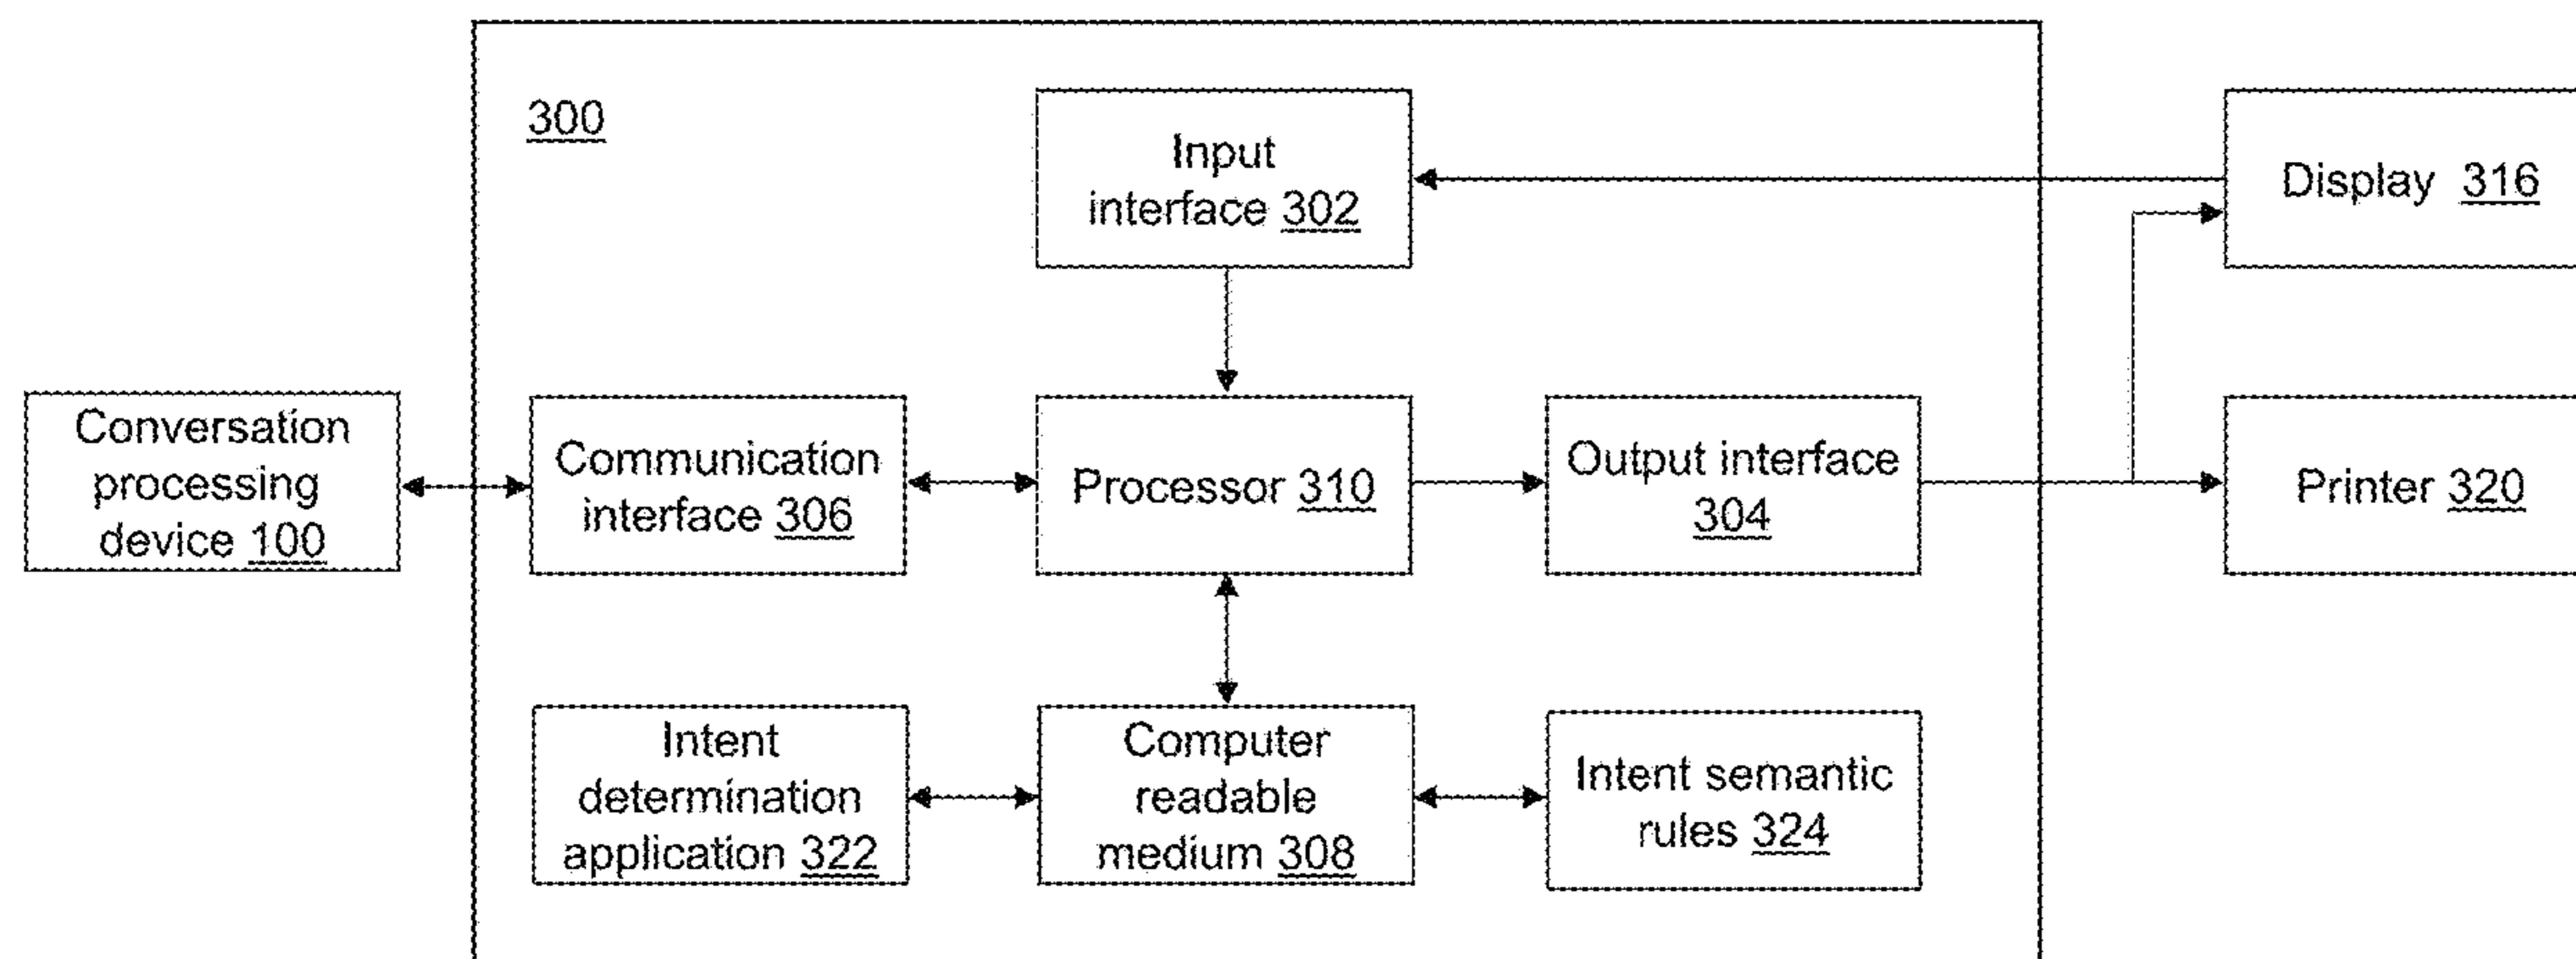 300
Input
interface 302
Display 316
Conversation
processing
device 100
Communication
interface 306
Processor 310
Output interface
304
Printer 320
Intent
determination
application 322
Computer
readable
medium 308
Intent semantic
rules 324